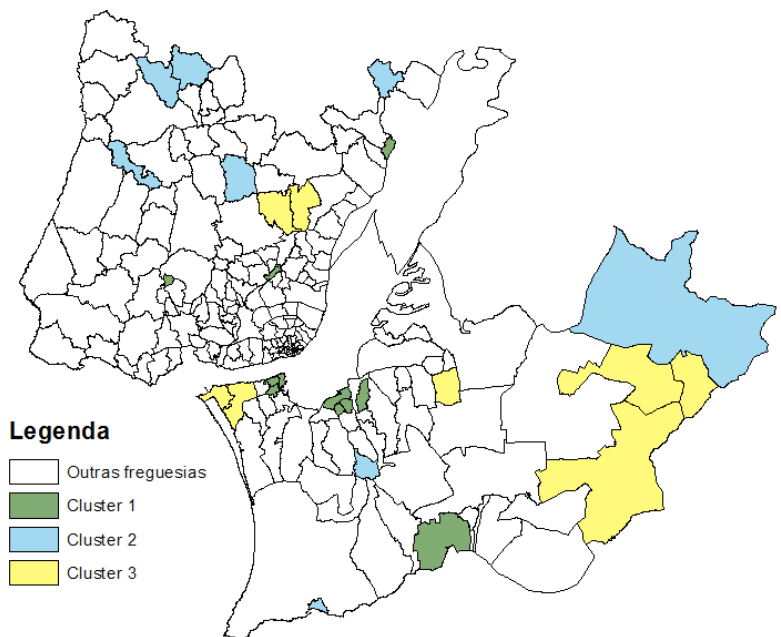 Legenda
Outras freguesias
Cluster 1
Cluster 2
Cluster 3